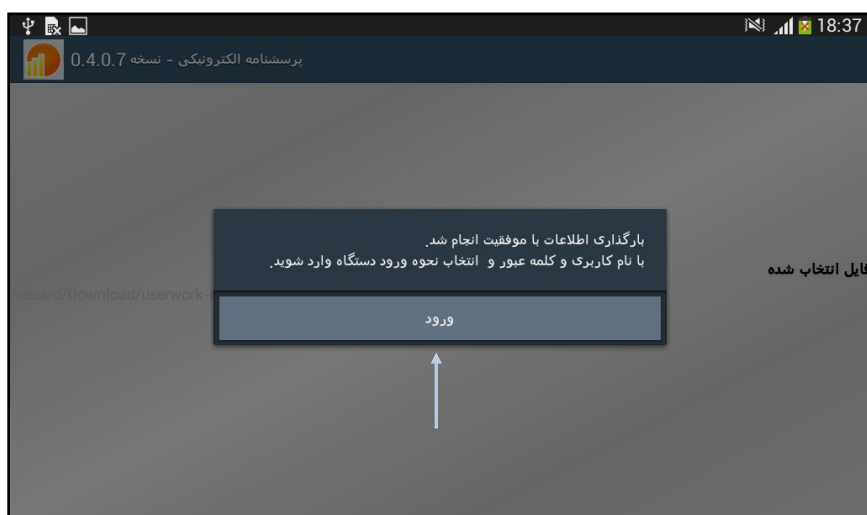 18:37
پرسشنامه الکترونیکی - نسخه 0.4.0.7
بارگذاری اطلاعات با موفقیت انجام شد.
با نام کاربری و کلمه عبور و انتخاب نحوه ورود دستگاه وارد شوید.
فایل انتخاب شده
/sdcard/Download/userwork-
ورود